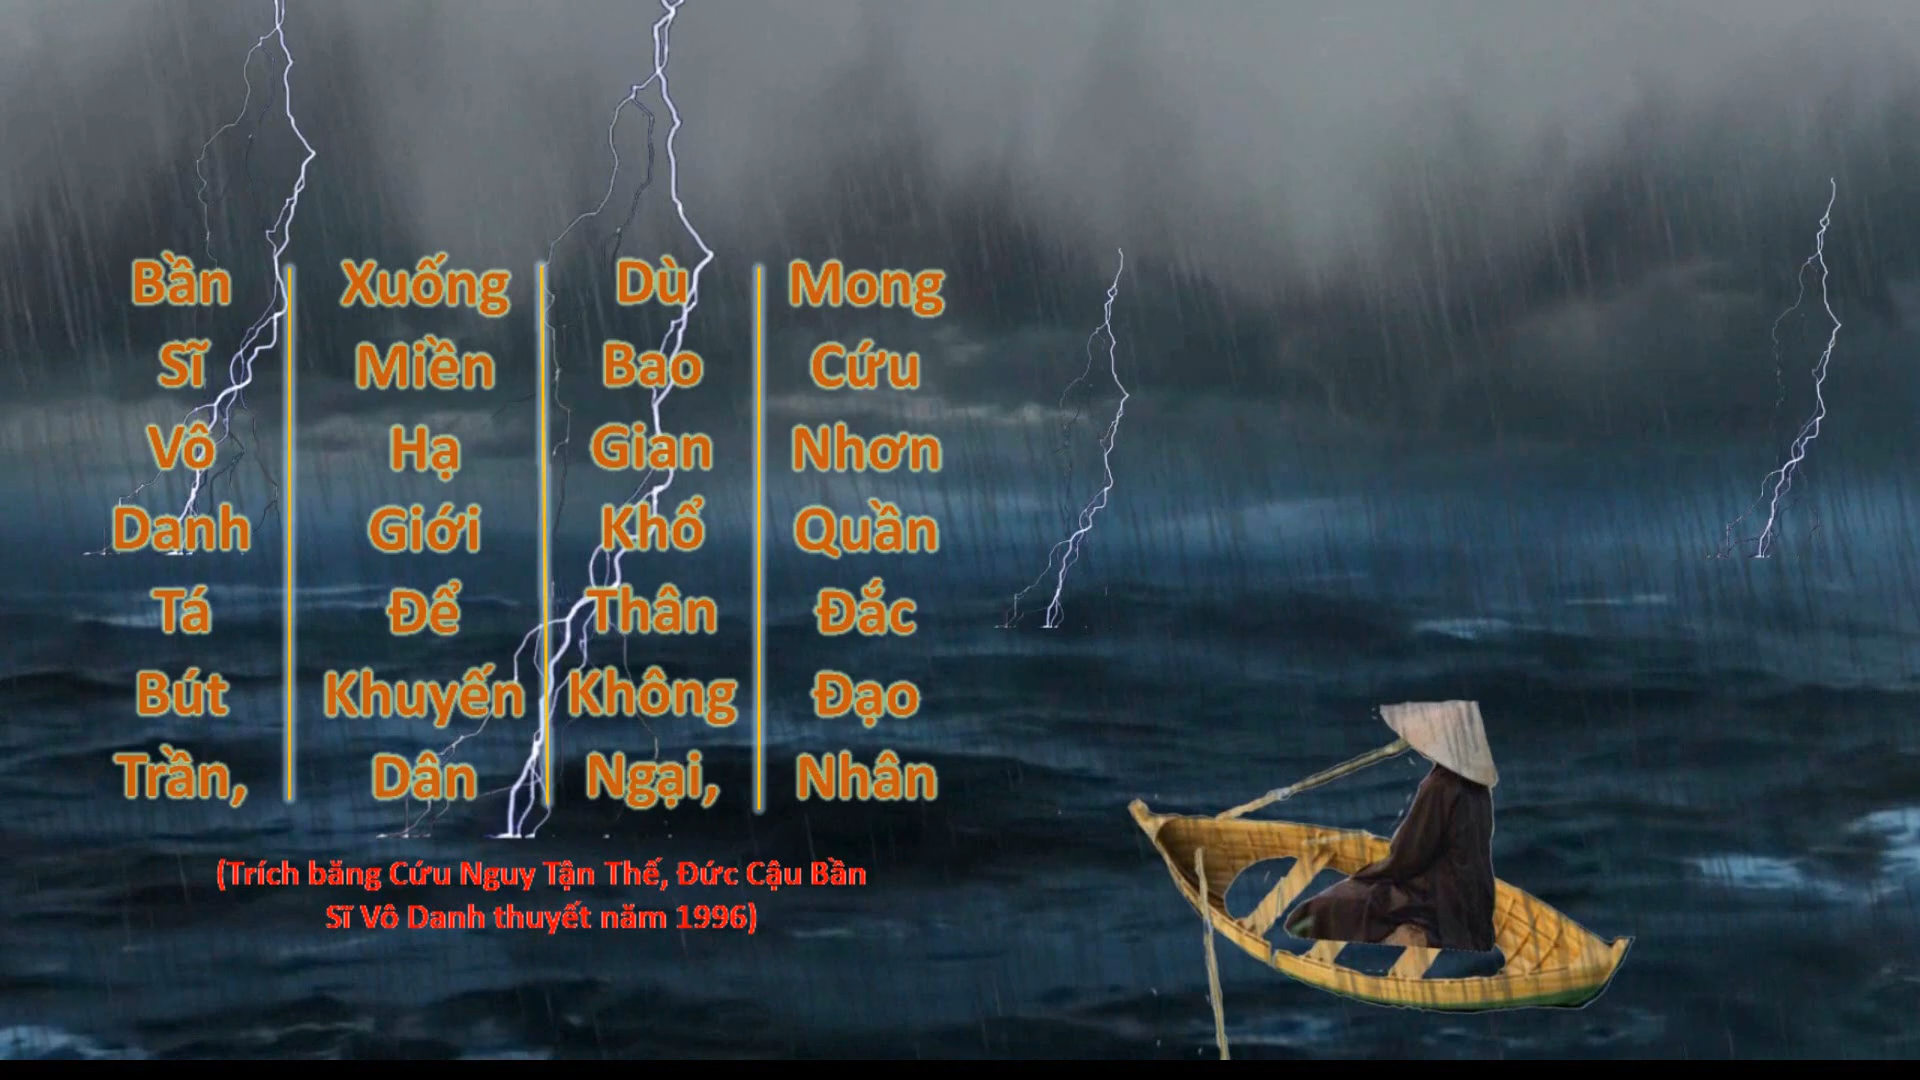 Bần Sĩ Vô Danh Tá Bút Trần,
Xuống Miền Hạ Giới Để Khuyến Dân
Dù Bao Gian Khổ Thân Không Ngại,
Mong Cứu Nhơn Quần Đắc Đạo Nhân
(Trích băng Cứu Nguy Tận Thế, Đức Cậu Bần
Sĩ Vô Danh thuyết năm 1996)